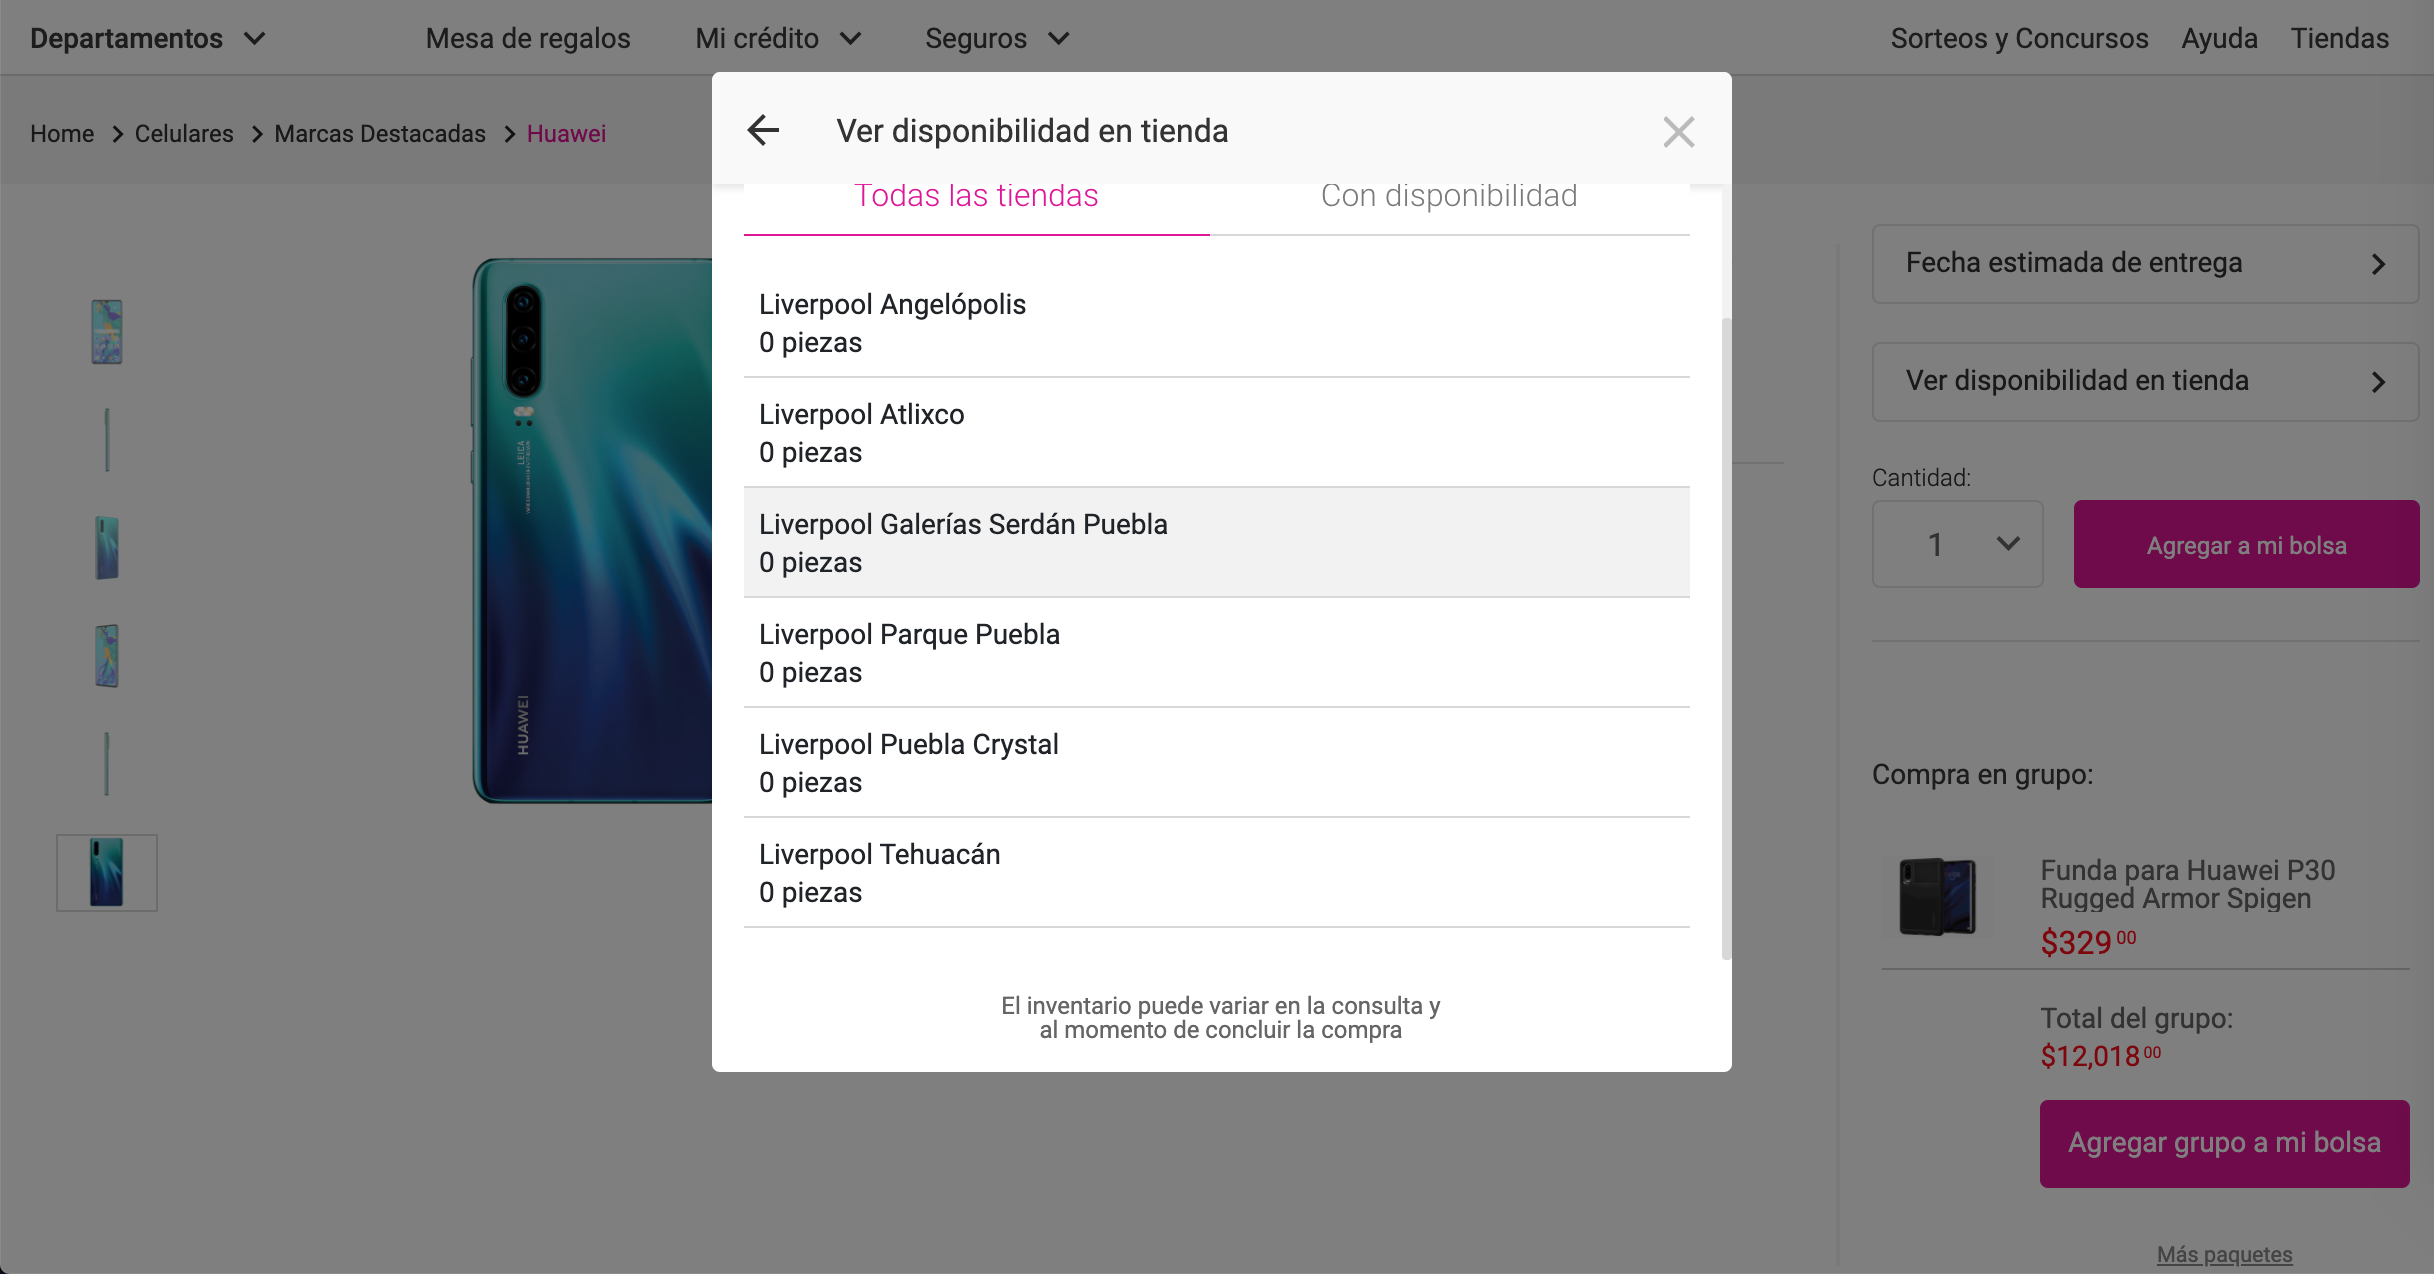 Departamentos
Mesa de regalos
Mi crédito
Seguros
Sorteos y Concursos
Ayuda
Tiendas
Home
Celulares
Marcas Destacadas
Huawei
Ver disponibilidad en tienda
Todas las tiendas
Con disponibilidad
Liverpool Angelópolis
0 piezas
Liverpool Atlixco
0 piezas
Liverpool Galerías Serdán Puebla
0 piezas
Liverpool Parque Puebla
0 piezas
Liverpool Puebla Crystal
0 piezas
Liverpool Tehuacán
0 piezas
El inventario puede variar en la consulta y
al momento de concluir la compra
LEICA
HUAWEI
Fecha estimada de entrega
Ver disponibilidad en tienda
Cantidad:
1
Agregar a mi bolsa
Compra en grupo:
Funda para Huawei P30
Rugged Armor Spigen
$329 00
Total del grupo:
$12,018 00
Agregar grupo a mi bolsa
Más paquetes